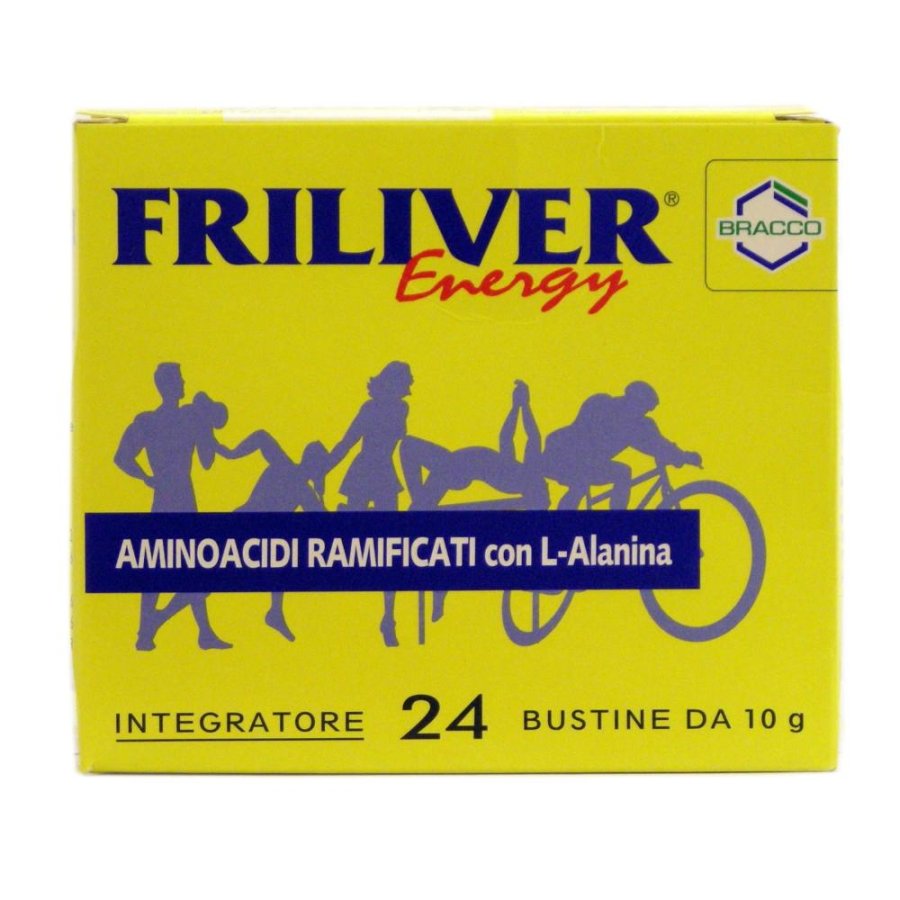 FRILIVER®
Energy
BRACCO
AMINOACIDI RAMIFICATI con L-Alanina
INTEGRATORE 24 BUSTINE DA 10 g